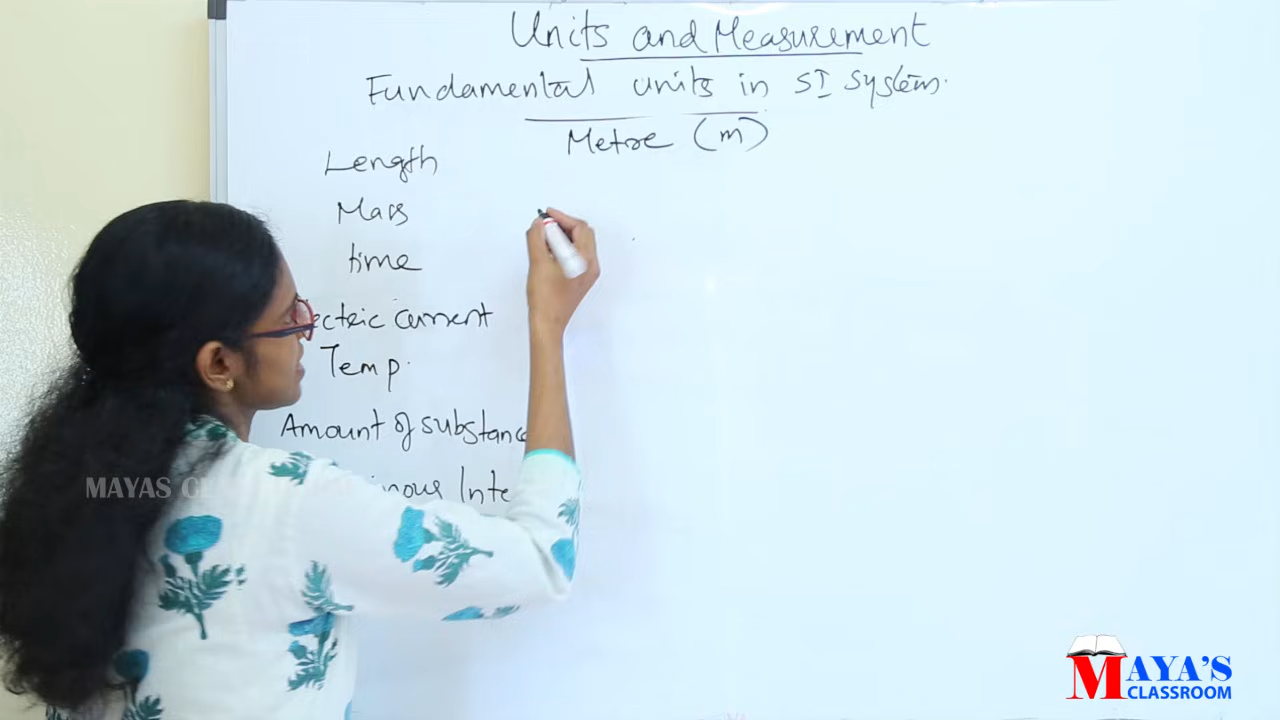 Units and Measurement
Fundamental units in SI system.
Metre (m)
Length
Mass
time
ectric current
Temp.
Amount of substanc
inous Inte
MAYAS
MAYA'S
CLASSROOM